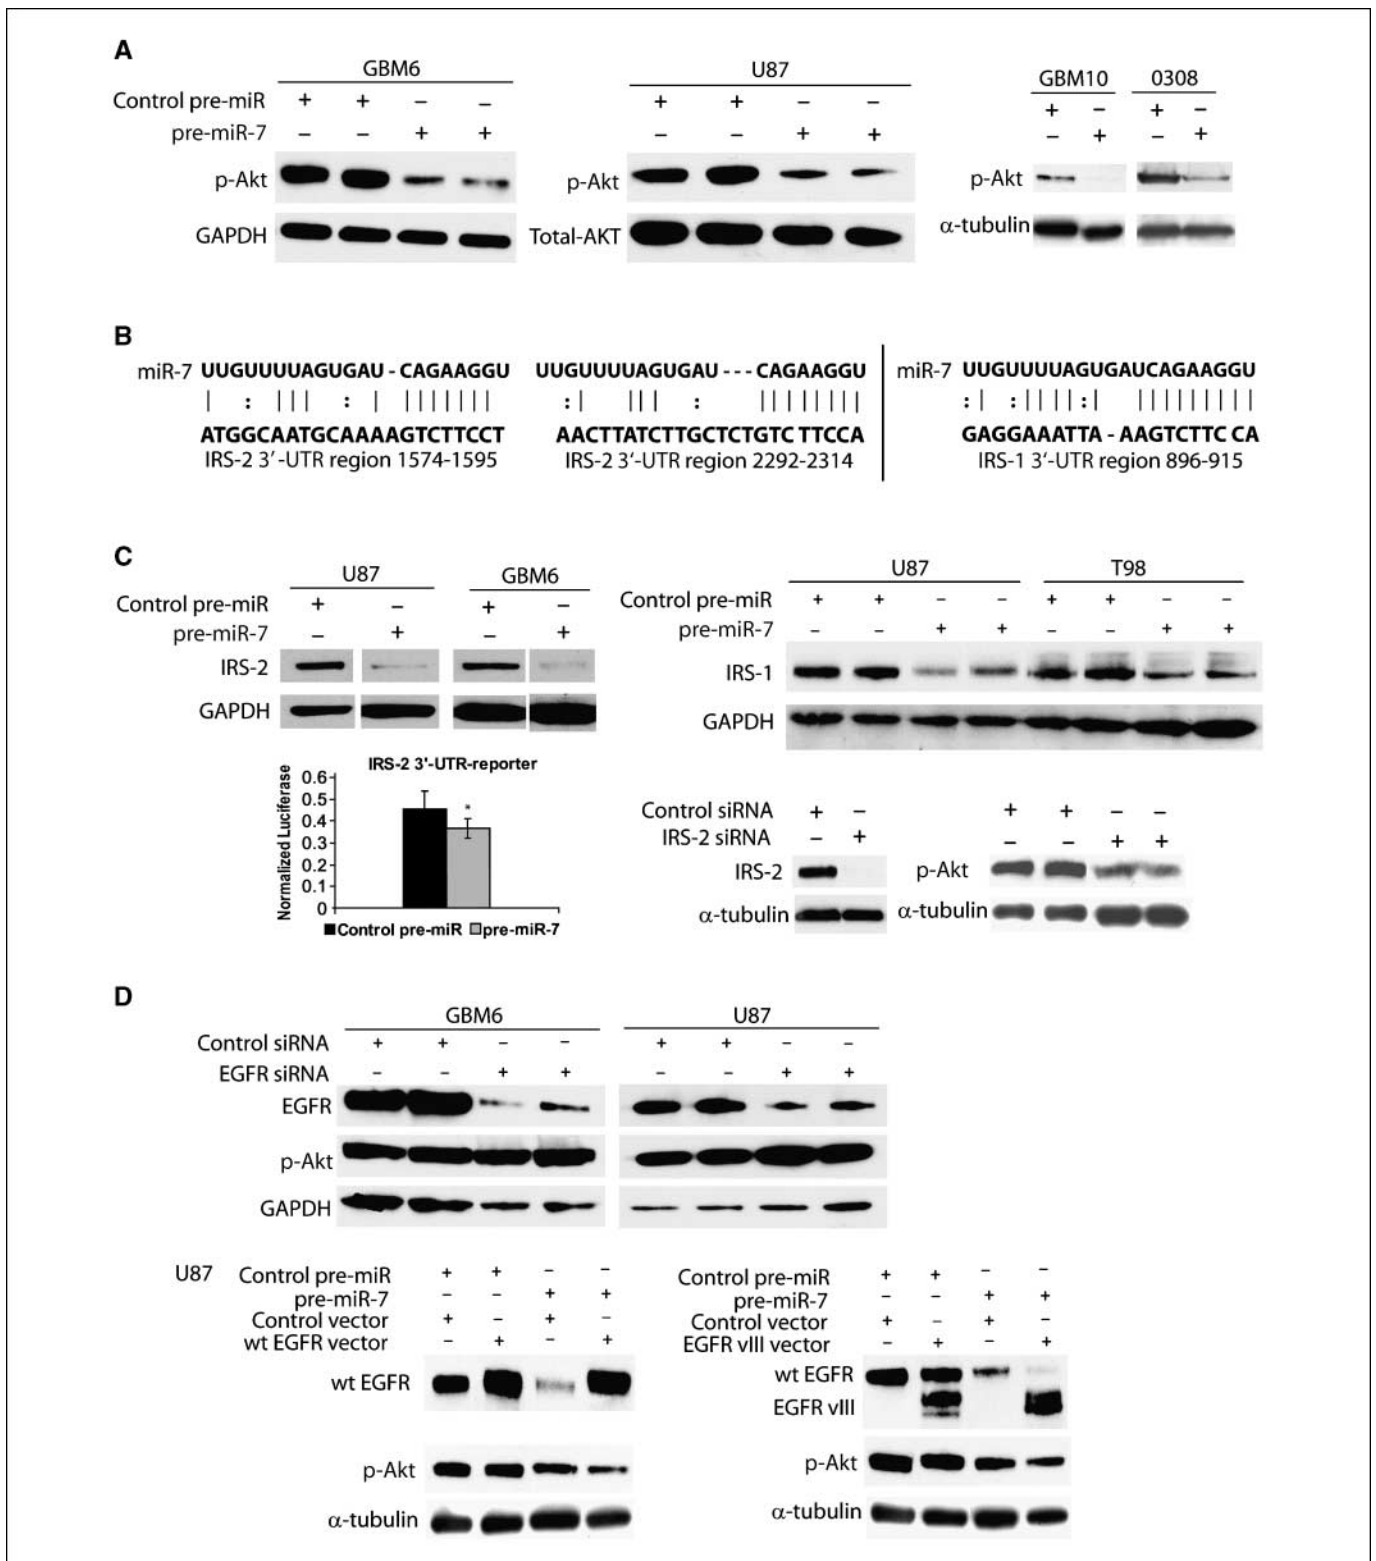 A
GBM6
Control pre-miR + + – –
pre-miR-7 – – + +
p-Akt
GAPDH
U87
+ + – –
– – + +
p-Akt
Total-AKT
GBM10 0308
+ – + –
– + – +
p-Akt
α-tubulin
B
miR-7 UUGUUUUAGUGAU-CAGAAGGU
ATGGCAATGCAAAAGTCTTCCT
IRS-2 3'-UTR region 1574-1595
UUGUUUUAGUGAU---CAGAAGGU
AACTTATCTTGCTCTGTCTTCCA
IRS-2 3'-UTR region 2292-2314
miR-7 UUGUUUUAGUGAUCAGAAGGU
GAGGAAATTA-AAGTCTTCCA
IRS-1 3'-UTR region 896-915
C
U87 GBM6
Control pre-miR + – + –
pre-miR-7 – + – +
IRS-2
GAPDH
U87 T98
Control pre-miR + + – – + + – –
pre-miR-7 – – + + – – + +
IRS-1
GAPDH
IRS-2 3'-UTR-reporter
Normalized Luciferase
0.6
0.5
0.4
0.3
0.2
0.1
0
*
Control pre-miR pre-miR-7
Control siRNA + –
IRS-2 siRNA – +
IRS-2
α-tubulin
+ + – –
– – + +
p-Akt
α-tubulin
D
GBM6 U87
Control siRNA + + – – + + – –
EGFR siRNA – – + + – – + +
EGFR
p-Akt
GAPDH
U87
Control pre-miR + + – –
pre-miR-7 – – + +
Control vector + – + –
wt EGFR vector – + – +
wt EGFR
p-Akt
α-tubulin
Control pre-miR + + – –
pre-miR-7 – – + +
Control vector + – + –
EGFR vIII vector – + – +
wt EGFR
EGFR vIII
p-Akt
α-tubulin